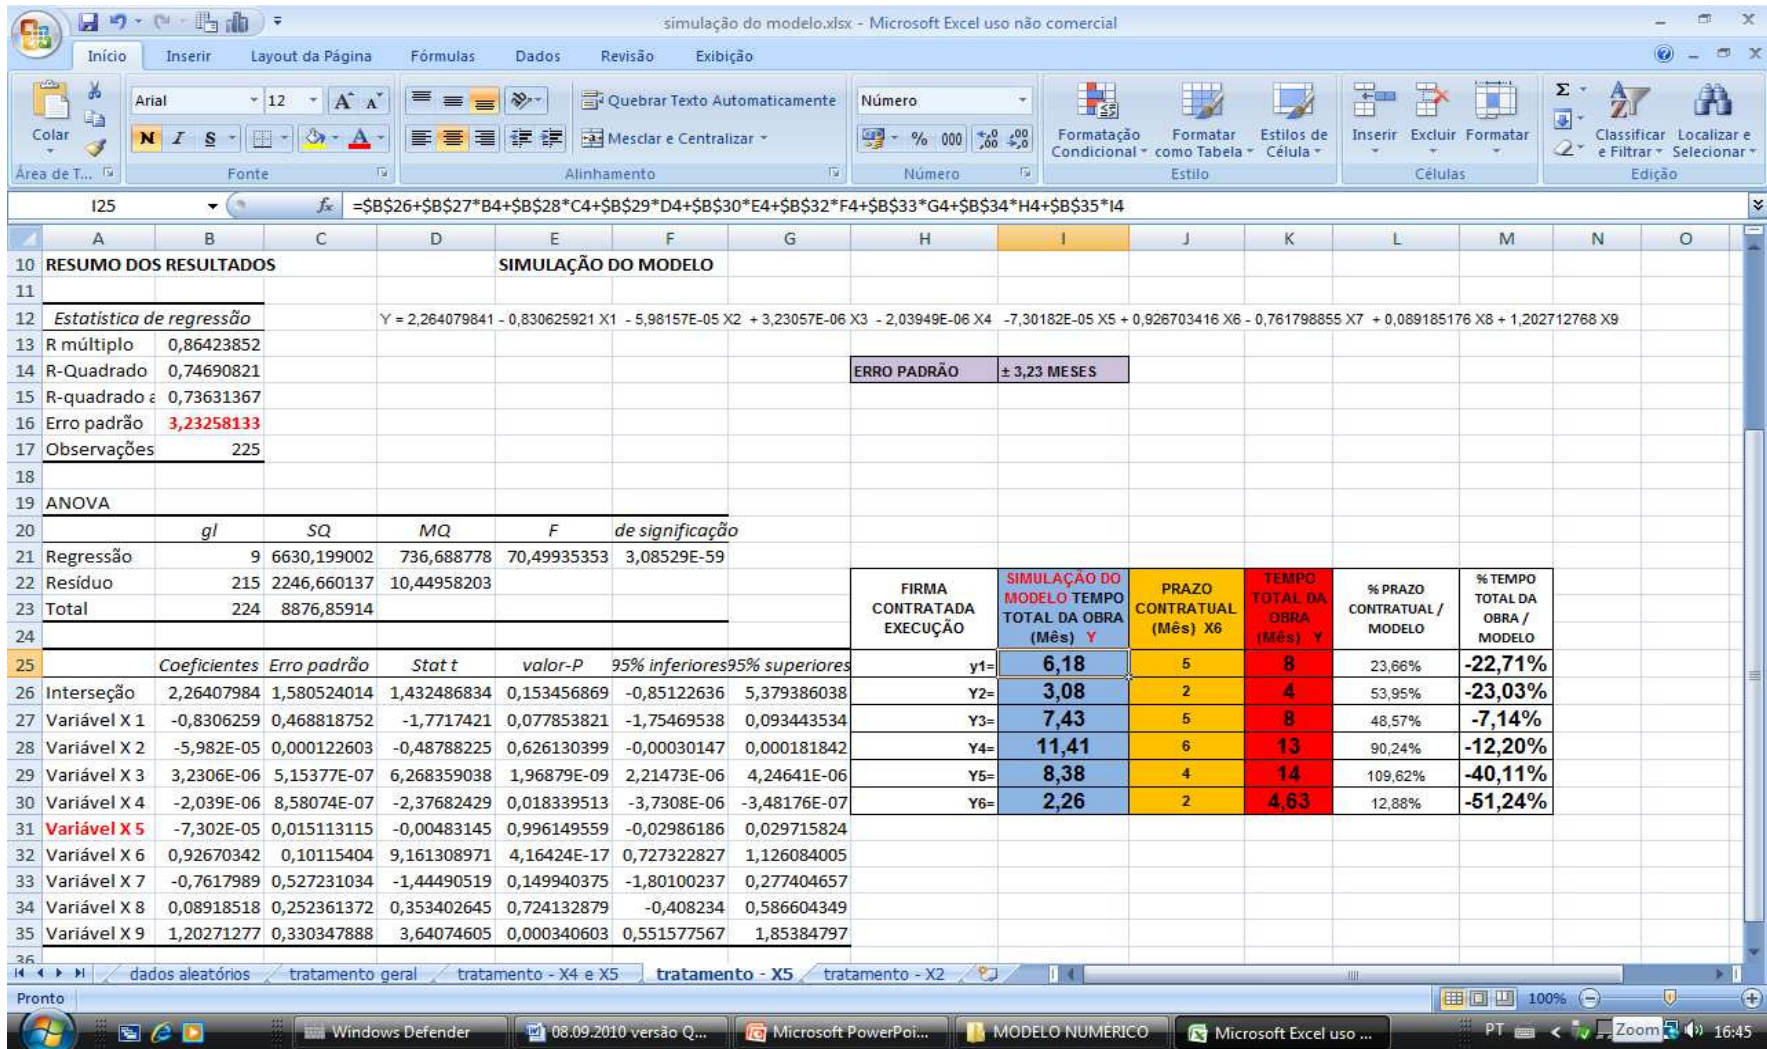 simulação do modelo.xlsx - Microsoft Excel uso não comercial
Início Inserir Layout da Página Fórmulas Dados Revisão Exibição
Arial 12 A A Quebrar Texto Automaticamente Número Σ
Colar N I S A Mesclar e Centralizar % 000 Formatação Condicional Formatar como Tabela Estilos de Célula Inserir Excluir Formatar Classificar e Filtrar Localizar e Selecionar
Área de T... Fonte Alinhamento Número Estilo Células Edição
I25 fx =$B$26+$B$27*B4+$B$28*C4+$B$29*D4+$B$30*E4+$B$32*F4+$B$33*G4+$B$34*H4+$B$35*I4
A B C D E F G H I J K L M N O
10 RESUMO DOS RESULTADOS SIMULAÇÃO DO MODELO
11
12 Estatística de regressão Y = 2,264079841 - 0,830625921 X1 - 5,98157E-05 X2 + 3,23057E-06 X3 - 2,03949E-06 X4 -7,30182E-05 X5 + 0,926703416 X6 - 0,761798855 X7 + 0,089185176 X8 + 1,202712768 X9
13 R múltiplo 0,86423852
14 R-Quadrado 0,74690821 ERRO PADRÃO ± 3,23 MESES
15 R-quadrado a 0,73631367
16 Erro padrão 3,23258133
17 Observações 225
18
19 ANOVA
20 gl SQ MQ F de significação
21 Regressão 9 6630,199002 736,688778 70,49935353 3,08529E-59
22 Resíduo 215 2246,660137 10,44958203
23 Total 224 8876,85914
24
FIRMA CONTRATADA EXECUÇÃO SIMULAÇÃO DO MODELO TEMPO TOTAL DA OBRA (Mês) Y PRAZO CONTRATUAL (Mês) X6 TEMPO TOTAL DA OBRA (Mês) Y % PRAZO CONTRATUAL / MODELO % TEMPO TOTAL DA OBRA / MODELO
25 Coeficientes Erro padrão Stat t valor-P 95% inferiores 95% superiores y1= 6,18 5 8 23,66% -22,71%
26 Interseção 2,26407984 1,580524014 1,432486834 0,153456869 -0,85122636 5,379386038 Y2= 3,08 2 4 53,95% -23,03%
27 Variável X 1 -0,8306259 0,468818752 -1,7717421 0,077853821 -1,75469538 0,093443534 Y3= 7,43 5 8 48,57% -7,14%
28 Variável X 2 -5,982E-05 0,000122603 -0,48788225 0,626130399 -0,00030147 0,000181842 Y4= 11,41 6 13 90,24% -12,20%
29 Variável X 3 3,2306E-06 5,15377E-07 6,268359038 1,96879E-09 2,21473E-06 4,24641E-06 Y5= 8,38 4 14 109,62% -40,11%
30 Variável X 4 -2,039E-06 8,58074E-07 -2,37682429 0,018339513 -3,7308E-06 -3,48176E-07 Y6= 2,26 2 4,63 12,88% -51,24%
31 Variável X 5 -7,302E-05 0,015113115 -0,00483145 0,996149559 -0,02986186 0,029715824
32 Variável X 6 0,92670342 0,10115404 9,161308971 4,16424E-17 0,727322827 1,126084005
33 Variável X 7 -0,7617989 0,527231034 -1,44490519 0,149940375 -1,80100237 0,277404657
34 Variável X 8 0,08918518 0,252361372 0,353402645 0,724132879 -0,408234 0,586604349
35 Variável X 9 1,20271277 0,330347888 3,64074605 0,000340603 0,551577567 1,85384797
36
dados aleatórios tratamento geral tratamento - X4 e X5 tratamento - X5 tratamento - X2
Pronto 100%
Windows Defender 08.09.2010 versão Q... Microsoft PowerPoi... MODELO NUMÉRICO Microsoft Excel uso ... PT Zoom 16:45